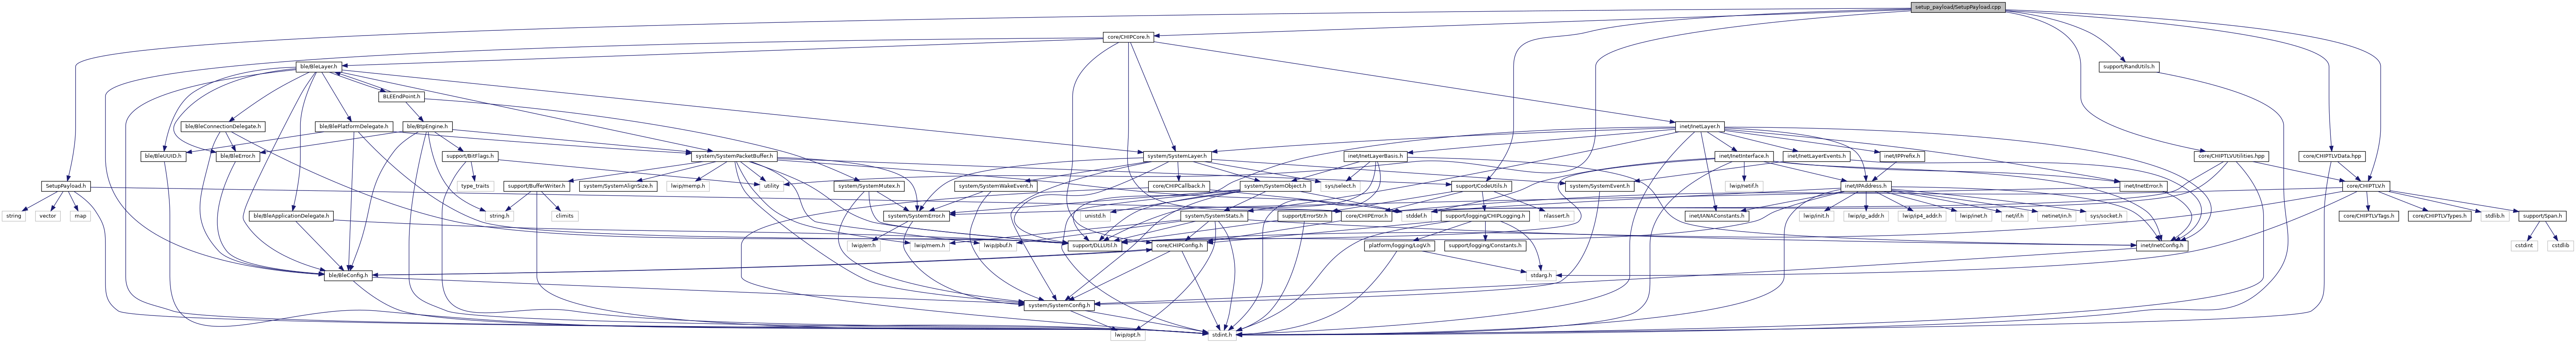 setup_payload/SetupPayload.cpp
core/CHIPCore.h
ble/BleLayer.h
support/RandUtils.h
BLEEndPoint.h
ble/BleConnectionDelegate.h
ble/BlePlatformDelegate.h
ble/BtpEngine.h
inet/InetLayer.h
ble/BleUUID.h
ble/BleError.h
support/BitFlags.h
system/SystemPacketBuffer.h
system/SystemLayer.h
inet/InetLayerBasis.h
inet/InetInterface.h
inet/InetLayerEvents.h
inet/IPPrefix.h
core/CHIPTLVUtilities.hpp
core/CHIPTLVData.hpp
SetupPayload.h
type_traits
support/BufferWriter.h
system/SystemAlignSize.h
lwip/memp.h
utility
system/SystemMutex.h
system/SystemWakeEvent.h
core/CHIPCallback.h
system/SystemObject.h
sys/select.h
support/CodeUtils.h
system/SystemEvent.h
lwip/netif.h
inet/IPAddress.h
inet/InetError.h
core/CHIPTLV.h
string
vector
map
ble/BleApplicationDelegate.h
string.h
climits
system/SystemError.h
unistd.h
system/SystemStats.h
support/ErrorStr.h
core/CHIPError.h
stddef.h
support/logging/CHIPLogging.h
nlassert.h
inet/IANAConstants.h
lwip/init.h
lwip/ip_addr.h
lwip/ip4_addr.h
lwip/inet.h
net/if.h
netinet/in.h
sys/socket.h
core/CHIPTLVTags.h
core/CHIPTLVTypes.h
stdlib.h
support/Span.h
lwip/err.h
lwip/mem.h
lwip/pbuf.h
support/DLLUtil.h
core/CHIPConfig.h
platform/logging/LogV.h
support/logging/Constants.h
inet/InetConfig.h
cstdint
cstdlib
ble/BleConfig.h
stdarg.h
system/SystemConfig.h
lwip/opt.h
stdint.h